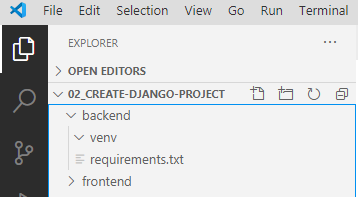 File Edit Selection View Go Run Terminal
EXPLORER
OPEN EDITORS
02_CREATE-DJANGO-PROJECT
backend
venv
requirements.txt
frontend